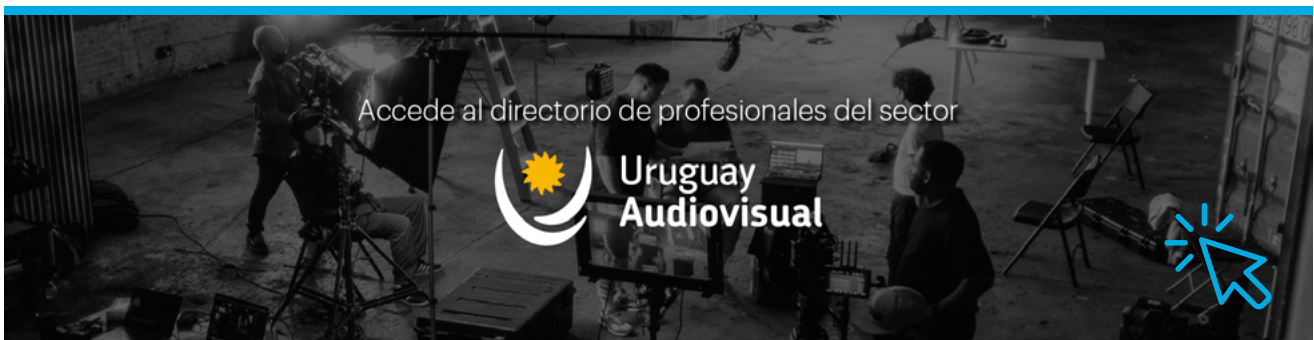 Accede al directorio de profesionales del sector
Uruguay
Audiovisual